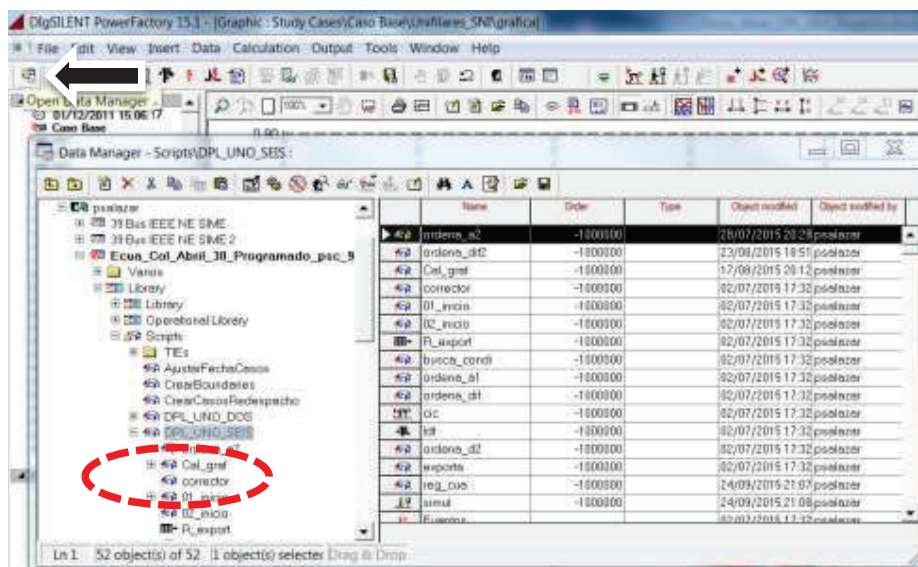 DIgSILENT PowerFactory 15.1 - [Graphic : Study Cases\Caso Base\Unifilares_SNI\grafica]
File Edit View Insert Data Calculation Output Tools Window Help
Open Data Manager
01/12/2011 15:06:17
Caso Base
Data Manager - Scripts\DPL_UNO_SEIS :
psalazar
39 Bus IEEE NE SIME
39 Bus IEEE NE SIME 2
Ecua_Col_Abril_30_Programado_psc_9
Varios
Library
Library
Operational Library
Scripts
TIEs
AjustarFechaCasos
CrearBoundaries
CrearCasosRedespacho
DPL_UNO_DOS
DPL_UNO_SEIS
ordena_a2
Cal_graf
corrector
01_inicio
02_inicio
R_export
Name Order Type Object modified Object modified by
ordena_a2 -1000000 28/07/2015 20:28 psalazar
ordena_dif2 -1000000 23/08/2015 18:51 psalazar
Cal_graf -1000000 17/08/2015 20:12 psalazar
corrector -1000000 02/07/2015 17:32 psalazar
01_inicio -1000000 02/07/2015 17:32 psalazar
02_inicio -1000000 02/07/2015 17:32 psalazar
R_export 02/07/2015 17:32 psalazar
busca_condi -1000000 02/07/2015 17:32 psalazar
ordena_a1 -1000000 02/07/2015 17:32 psalazar
ordena_dif -1000000 02/07/2015 17:32 psalazar
cic -1000000 02/07/2015 17:32 psalazar
ldf -1000000 02/07/2015 17:32 psalazar
ordena_d2 -1000000 02/07/2015 17:32 psalazar
exporta -1000000 02/07/2015 17:32 psalazar
reg_cua -1000000 24/09/2015 21:07 psalazar
simul -1000000 24/09/2015 21:08 psalazar
Eventos 02/07/2015 17:32 psalazar
Ln 1 52 object(s) of 52 1 object(s) selected Drag & Drop